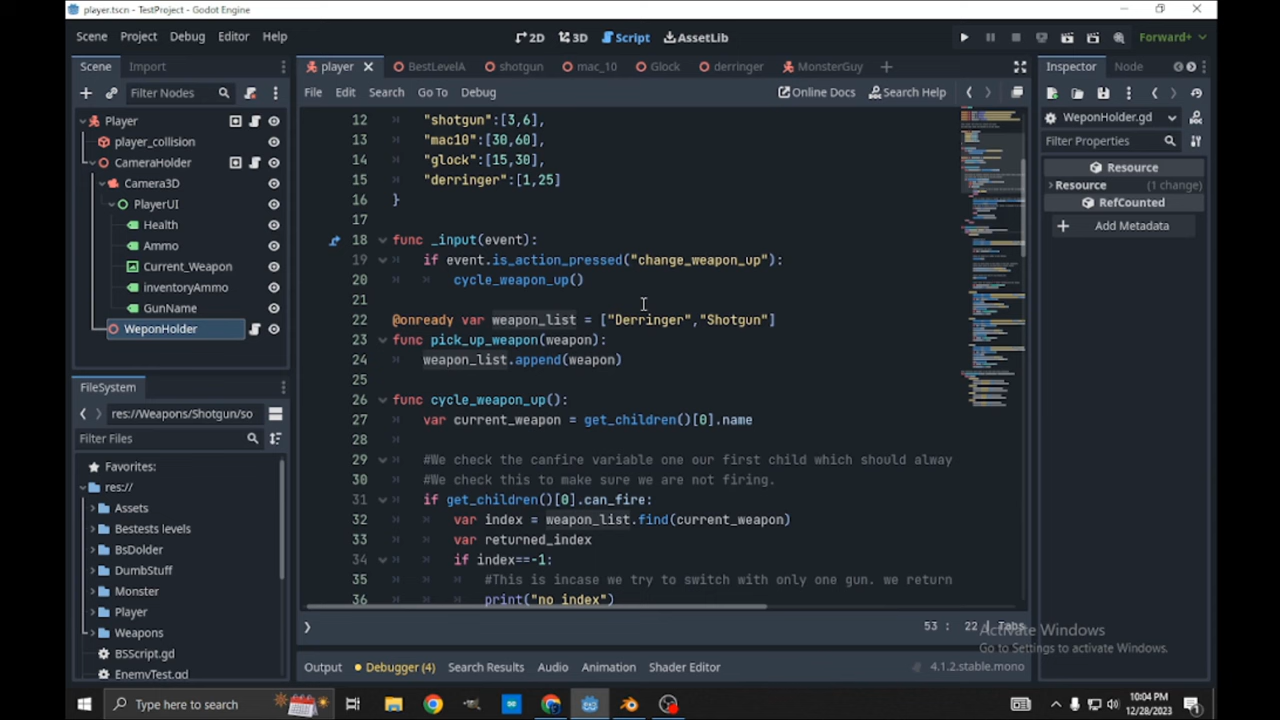 player.tscn - TestProject - Godot Engine
Scene Project Debug Editor Help
2D 3D Script AssetLib
Forward+
Scene Import
player BestLevelA shotgun mac_10 Glock derringer MonsterGuy
Inspector Node
Filter Nodes
File Edit Search Go To Debug
Online Docs Search Help
Player
player_collision
CameraHolder
Camera3D
PlayerUI
Health
Ammo
Current_Weapon
inventoryAmmo
GunName
WeponHolder
12 "shotgun":[3,6],
13 "mac10":[30,60],
14 "glock":[15,30],
15 "derringer":[1,25]
16 }
17
18 func _input(event):
19 if event.is_action_pressed("change_weapon_up"):
20 cycle_weapon_up()
21
22 @onready var weapon_list = ["Derringer","Shotgun"]
23 func pick_up_weapon(weapon):
24 weapon_list.append(weapon)
25
26 func cycle_weapon_up():
27 var current_weapon = get_children()[0].name
28
29 #We check the canfire variable one our first child which should alway
30 #We check this to make sure we are not firing.
31 if get_children()[0].can_fire:
32 var index = weapon_list.find(current_weapon)
33 var returned_index
34 if index==-1:
35 #This is incase we try to switch with only one gun. we return
36 print("no index")
53 : 22 | Tabs
Output Debugger (4) Search Results Audio Animation Shader Editor
4.1.2.stable.mono
WeponHolder.gd
Filter Properties
Resource
Resource (1 change)
RefCounted
Add Metadata
FileSystem
res://Weapons/Shotgun/so
Filter Files
Favorites:
res://
Assets
Bestests levels
BsDolder
DumbStuff
Monster
Player
Weapons
BSScript.gd
EnemyTest.gd
Activate Windows
Go to Settings to activate Windows.
Type here to search
10:04 PM
12/28/2023
1